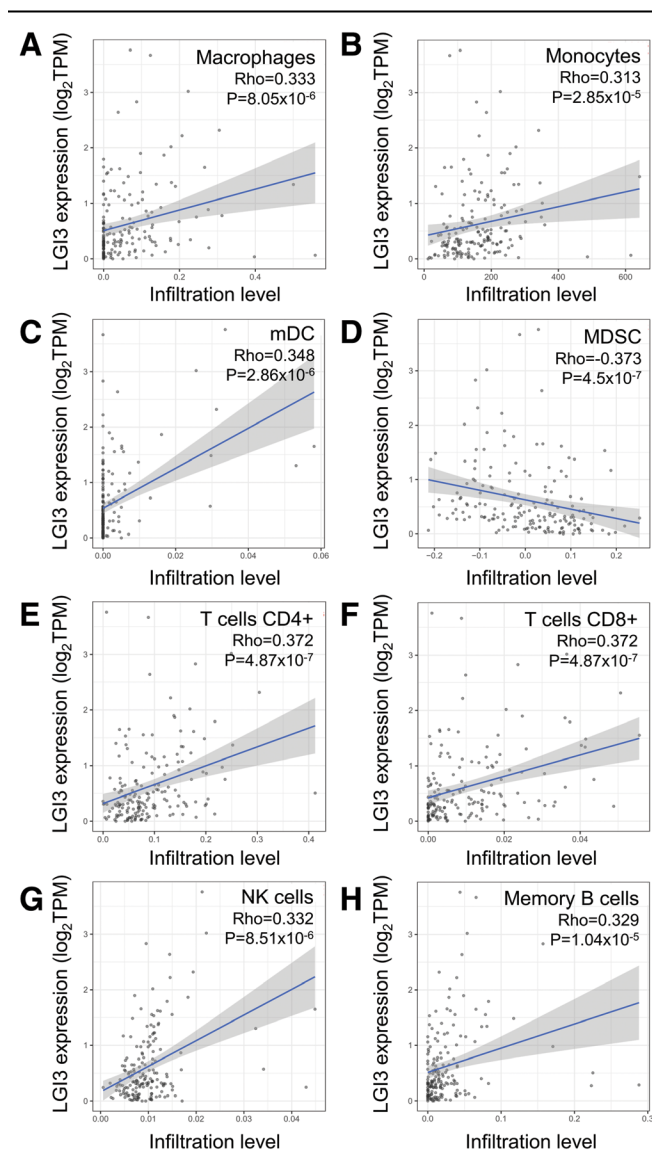 A
Macrophages
Rho=0.333
P=8.05x10-6
LGI3 expression (log2TPM)
3
2
1
0
0.0 0.2 0.4
Infiltration level
B
Monocytes
Rho=0.313
P=2.85x10-5
LGI3 expression (log2TPM)
3
2
1
0
0 200 400 600
Infiltration level
C
mDC
Rho=0.348
P=2.86x10-6
LGI3 expression (log2TPM)
3
2
1
0
0.00 0.02 0.04 0.06
Infiltration level
D
MDSC
Rho=-0.373
P=4.5x10-7
LGI3 expression (log2TPM)
3
2
1
0
−0.2 −0.1 0.0 0.1 0.2
Infiltration level
E
T cells CD4+
Rho=0.372
P=4.87x10-7
LGI3 expression (log2TPM)
3
2
1
0
0.0 0.1 0.2 0.3 0.4
Infiltration level
F
T cells CD8+
Rho=0.372
P=4.87x10-7
LGI3 expression (log2TPM)
3
2
1
0
0.00 0.02 0.04
Infiltration level
G
NK cells
Rho=0.332
P=8.51x10-6
LGI3 expression (log2TPM)
3
2
1
0
0.00 0.01 0.02 0.03 0.04
Infiltration level
H
Memory B cells
Rho=0.329
P=1.04x10-5
LGI3 expression (log2TPM)
3
2
1
0
0.0 0.1 0.2 0.3
Infiltration level